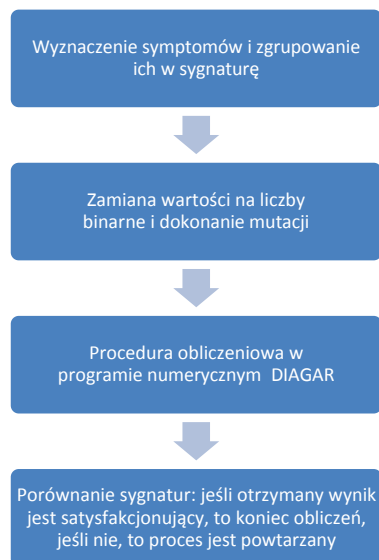 Wyznaczenie symptomów i zgrupowanie
ich w sygnaturę
Zamiana wartości na liczby
binarne i dokonanie mutacji
Procedura obliczeniowa w
programie numerycznym DIAGAR
Porównanie sygnatur: jeśli otrzymany wynik
jest satysfakcjonujący, to koniec obliczeń,
jeśli nie, to proces jest powtarzany